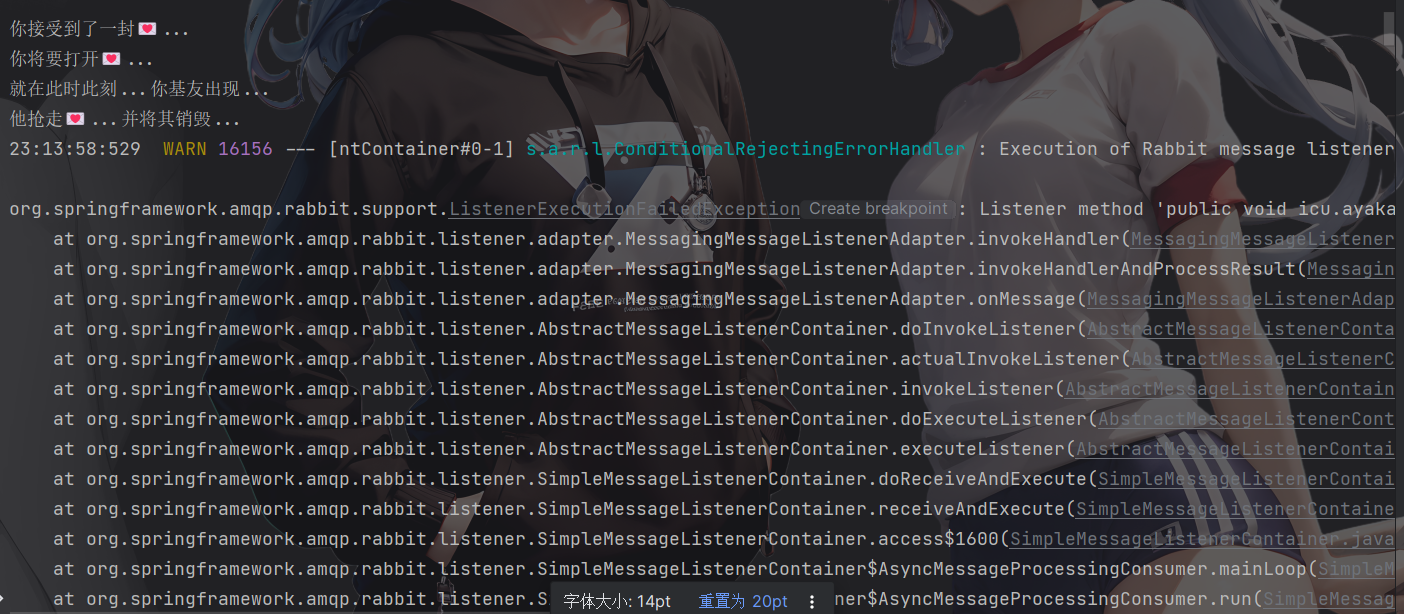 你接受到了一封💌...
你将要打开💌...
就在此时此刻...你基友出现...
他抢走💌...并将其销毁...
23:13:58:529  WARN 16156 --- [ntContainer#0-1] s.a.r.l.ConditionalRejectingErrorHandler : Execution of Rabbit message listener
org.springframework.amqp.rabbit.support.ListenerExecutionFailedException Create breakpoint : Listener method 'public void icu.ayaka
at org.springframework.amqp.rabbit.listener.adapter.MessagingMessageListenerAdapter.invokeHandler(MessagingMessageListener
at org.springframework.amqp.rabbit.listener.adapter.MessagingMessageListenerAdapter.invokeHandlerAndProcessResult(Messagin
at org.springframework.amqp.rabbit.listener.adapter.MessagingMessageListenerAdapter.onMessage(MessagingMessageListenerAdap
at org.springframework.amqp.rabbit.listener.AbstractMessageListenerContainer.doInvokeListener(AbstractMessageListenerConta
at org.springframework.amqp.rabbit.listener.AbstractMessageListenerContainer.actualInvokeListener(AbstractMessageListenerC
at org.springframework.amqp.rabbit.listener.AbstractMessageListenerContainer.invokeListener(AbstractMessageListenerContain
at org.springframework.amqp.rabbit.listener.AbstractMessageListenerContainer.doExecuteListener(AbstractMessageListenerCont
at org.springframework.amqp.rabbit.listener.AbstractMessageListenerContainer.executeListener(AbstractMessageListenerContai
at org.springframework.amqp.rabbit.listener.SimpleMessageListenerContainer.doReceiveAndExecute(SimpleMessageListenerContai
at org.springframework.amqp.rabbit.listener.SimpleMessageListenerContainer.receiveAndExecute(SimpleMessageListenerContaine
at org.springframework.amqp.rabbit.listener.SimpleMessageListenerContainer.access$1600(SimpleMessageListenerContainer.java
at org.springframework.amqp.rabbit.listener.SimpleMessageListenerContainer$AsyncMessageProcessingConsumer.mainLoop(SimpleM
at org.springframework.amqp.rabbit.listener.S
ner$AsyncMessageProcessingConsumer.run(SimpleMessag
字体大小: 14pt 重置为 20pt